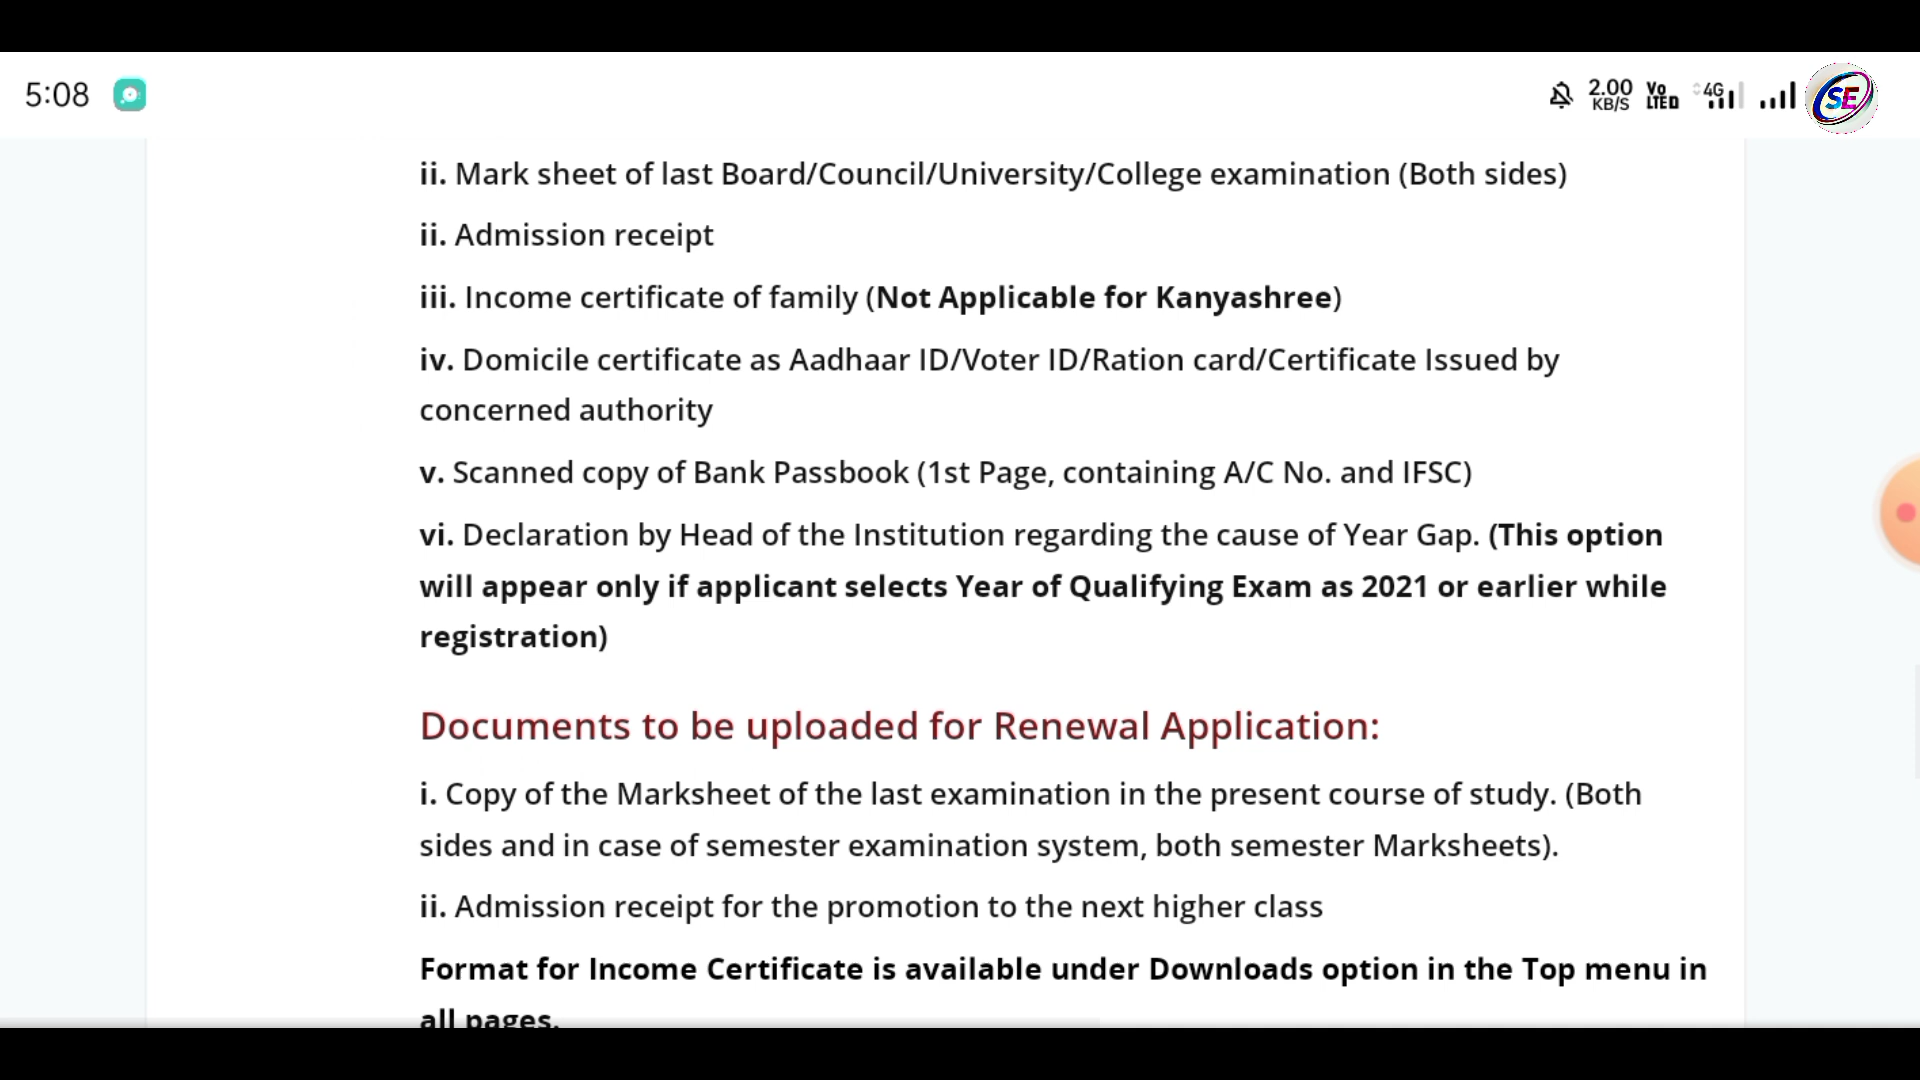 5:08
2.00
KB/S
Vo
LTED
4G
SE
ii. Mark sheet of last Board/Council/University/College examination (Both sides)
ii. Admission receipt
iii. Income certificate of family (Not Applicable for Kanyashree)
iv. Domicile certificate as Aadhaar ID/Voter ID/Ration card/Certificate Issued by
concerned authority
v. Scanned copy of Bank Passbook (1st Page, containing A/C No. and IFSC)
vi. Declaration by Head of the Institution regarding the cause of Year Gap. (This option
will appear only if applicant selects Year of Qualifying Exam as 2021 or earlier while
registration)
Documents to be uploaded for Renewal Application:
i. Copy of the Marksheet of the last examination in the present course of study. (Both
sides and in case of semester examination system, both semester Marksheets).
ii. Admission receipt for the promotion to the next higher class
Format for Income Certificate is available under Downloads option in the Top menu in
all pages.